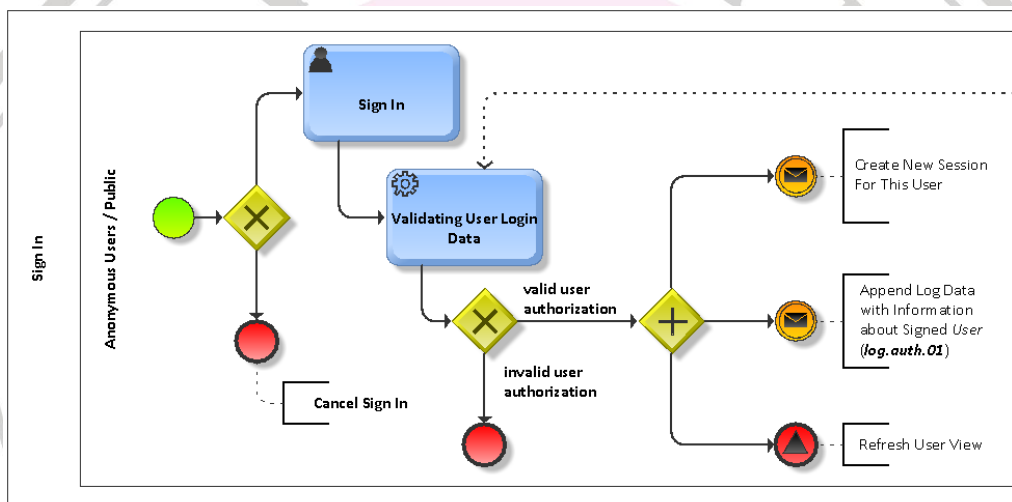 Sign In
Anonymous Users / Public
Sign In
Validating User Login
Data
Cancel Sign In
valid user
authorization
invalid user
authorization
Create New Session
For This User
Append Log Data
with Information
about Signed User
(log.auth.01)
Refresh User View